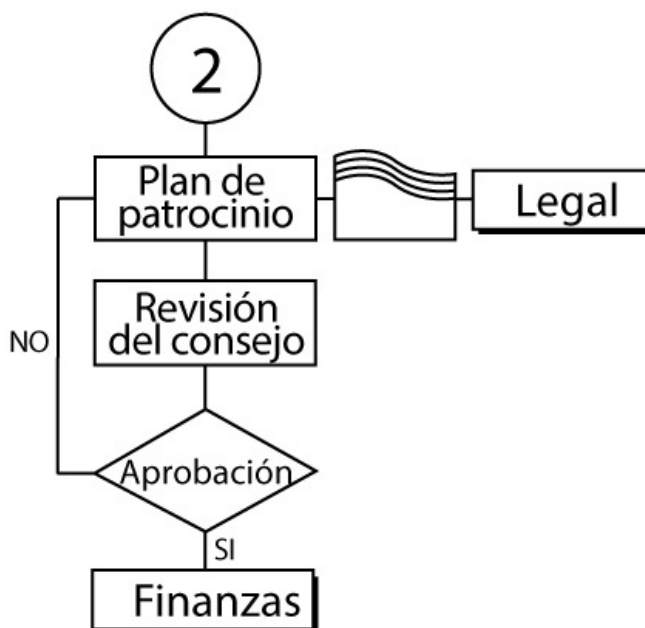 2
Plan de
patrocinio
Legal
Revisión
del consejo
NO
Aprobación
SI
Finanzas